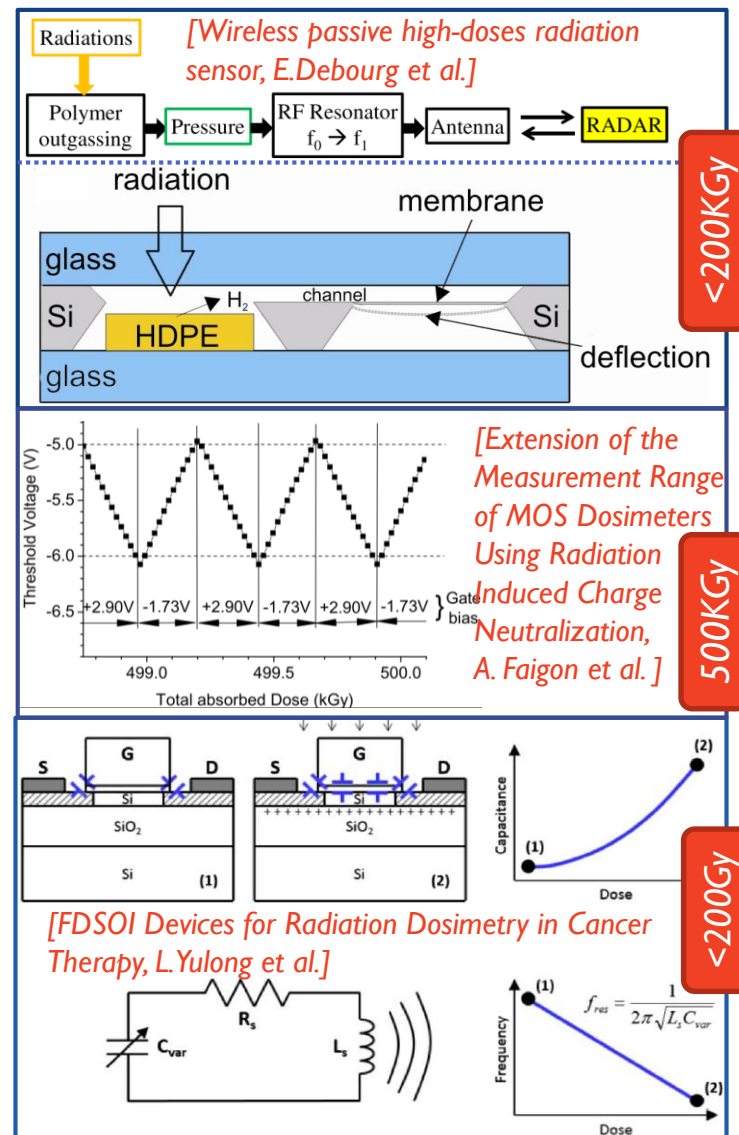 Radiations
[Wireless passive high-doses radiation
sensor, E.Debourg et al.]
Polymer
outgassing
Pressure
RF Resonator
f₀ → f₁
Antenna
RADAR
<200KGy
radiation
membrane
glass
channel
Si
H₂
Si
HDPE
deflection
glass
Threshold Voltage (V)
-5.0
-5.5
-6.0
-6.5
+2.90V -1.73V +2.90V -1.73V +2.90V -1.73V } Gate
bias
499.0 499.5 500.0
Total absorbed Dose (kGy)
[Extension of the
Measurement Range
of MOS Dosimeters
Using Radiation
Induced Charge
Neutralization,
A. Faigon et al. ]
500KGy
S G D
Si
SiO₂
Si (1)
S G D
Si
+++++++++++++++++
SiO₂
Si (2)
Capacitance
(1)
(2)
Dose
<200Gy
[FDSOI Devices for Radiation Dosimetry in Cancer
Therapy, L.Yulong et al.]
Rₛ
Cᵥₐᵣ
Lₛ
Frequency
(1)
f_res = 1 / 2π√(L_s C_var)
(2)
Dose